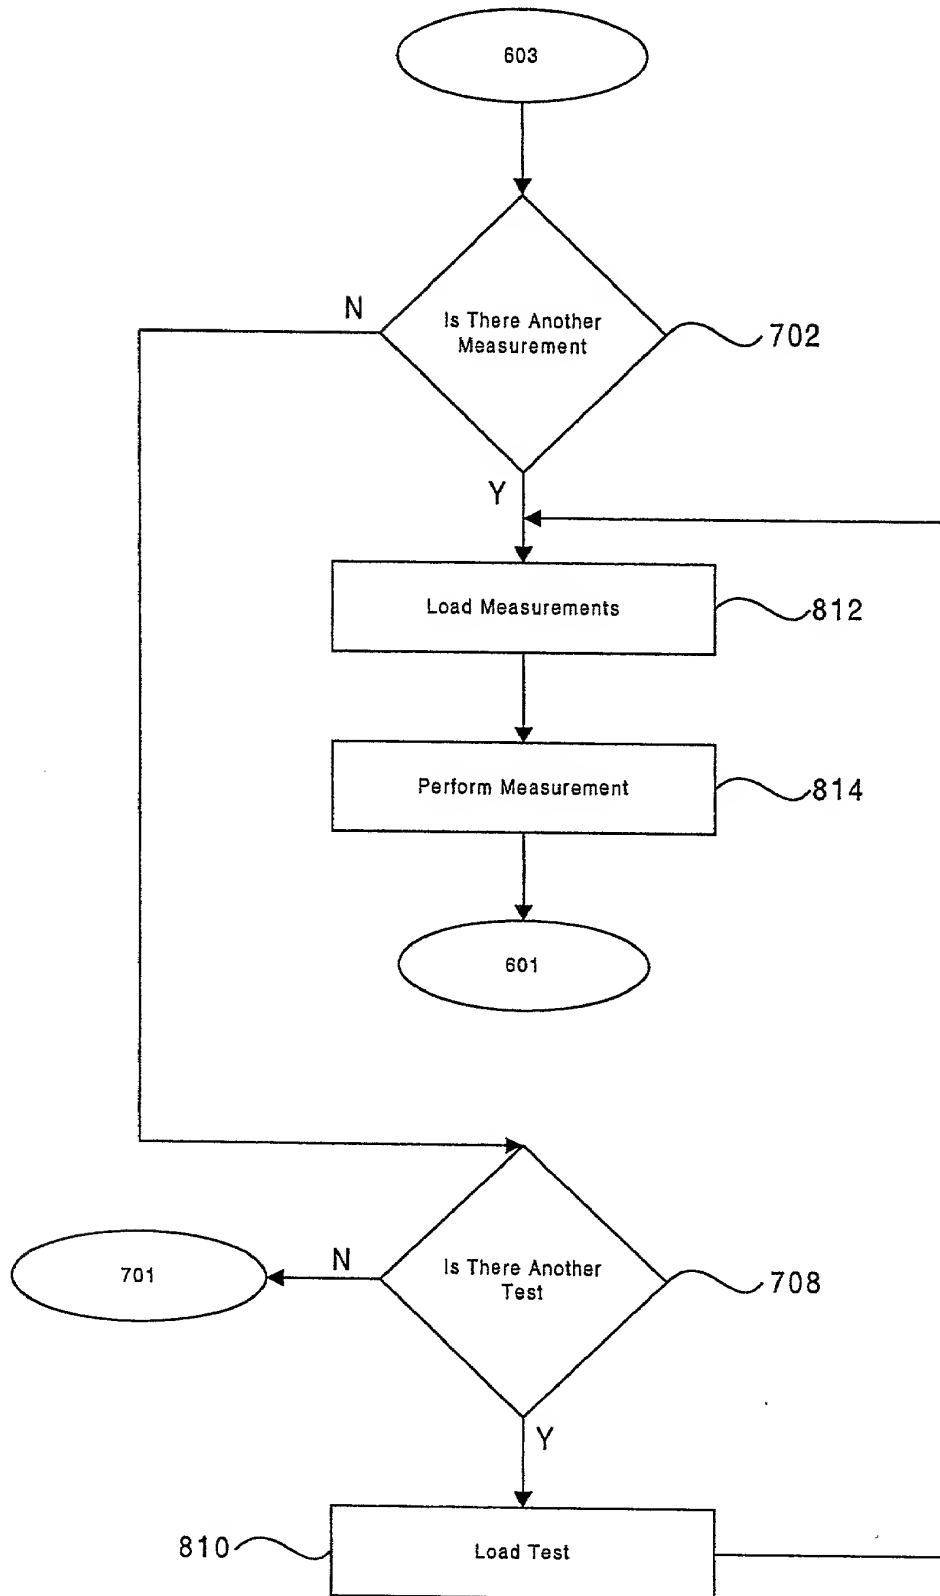 603
N
Is There Another
Measurement
702
Y
Load Measurements
812
Perform Measurement
814
601
701
N
Is There Another
Test
708
Y
810
Load Test